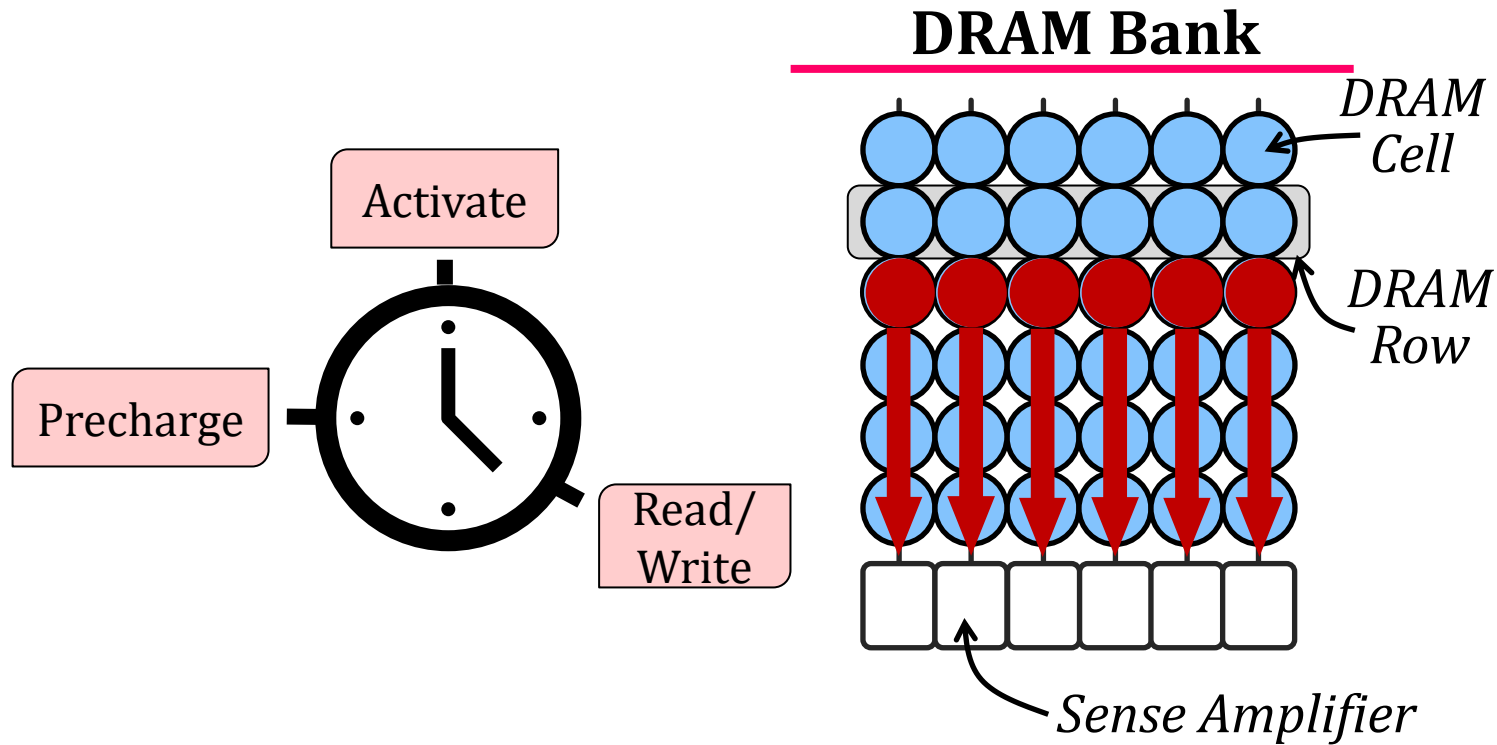 DRAM Bank
DRAM
Cell
Activate
DRAM
Row
Precharge
Read/
Write
Sense Amplifier